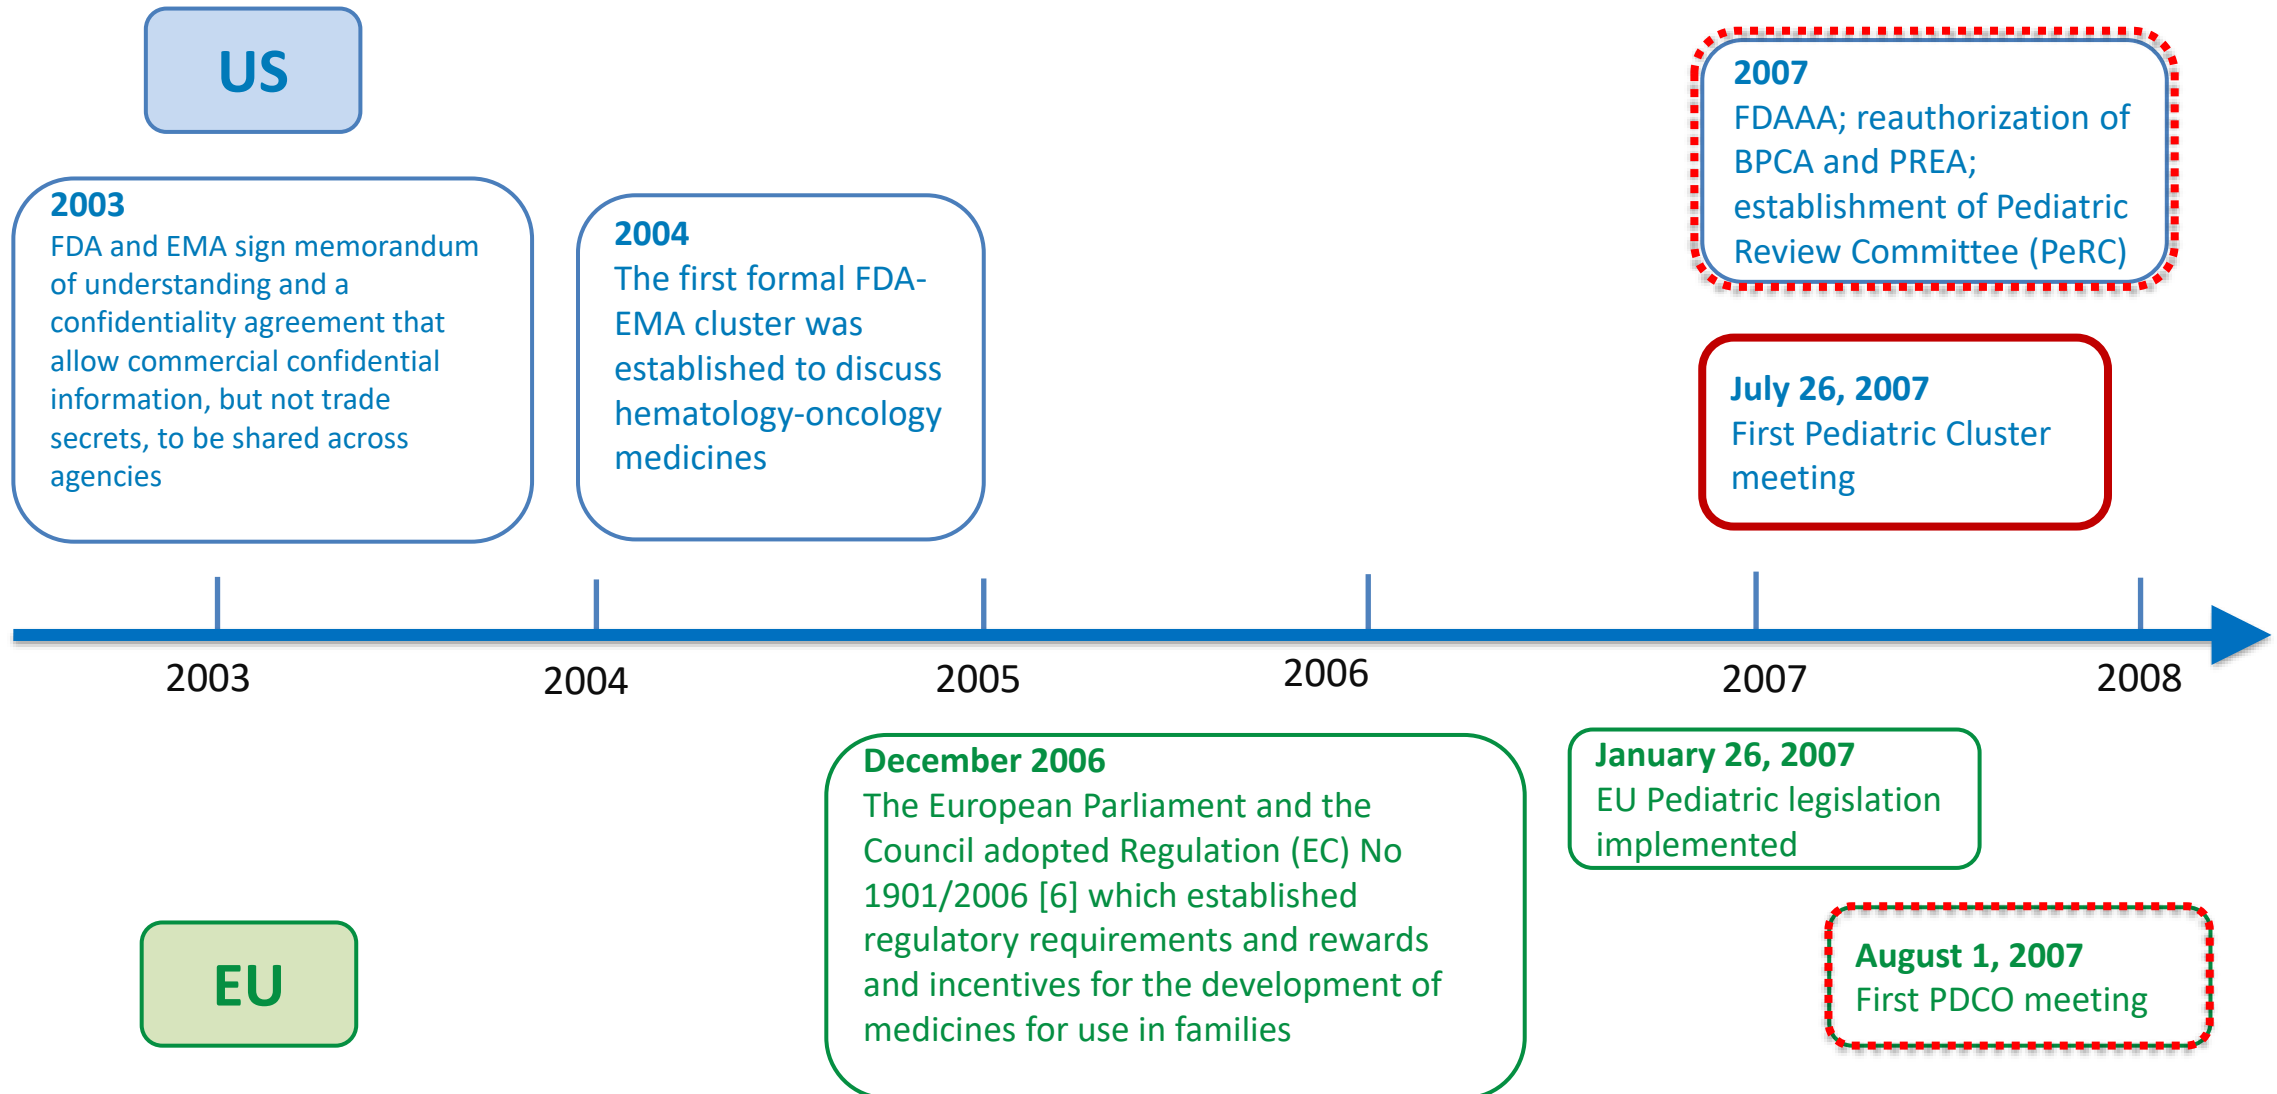 US
2003
FDA and EMA sign memorandum
of understanding and a
confidentiality agreement that
allow commercial confidential
information, but not trade
secrets, to be shared across
agencies
2004
The first formal FDA-
EMA cluster was
established to discuss
hematology-oncology
medicines
2007
FDAAA; reauthorization of
BPCA and PREA;
establishment of Pediatric
Review Committee (PeRC)
July 26, 2007
First Pediatric Cluster
meeting
2003
2004
2005
2006
2007
2008
December 2006
The European Parliament and the
Council adopted Regulation (EC) No
1901/2006 [6] which established
regulatory requirements and rewards
and incentives for the development of
medicines for use in families
January 26, 2007
EU Pediatric legislation
implemented
August 1, 2007
First PDCO meeting
EU